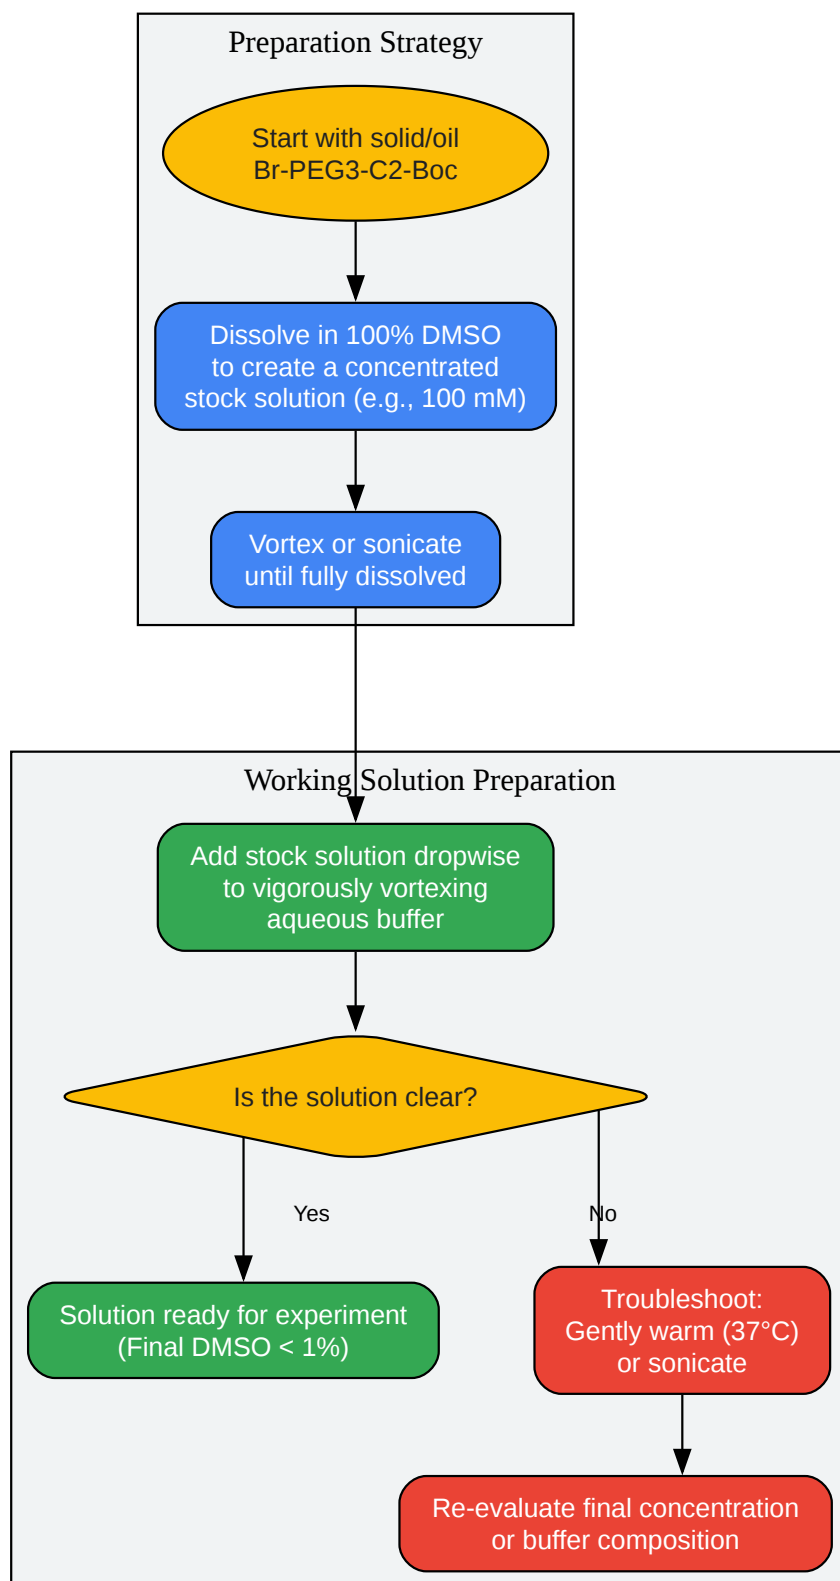 Preparation Strategy
Start with solid/oil
Br-PEG3-C2-Boc
Dissolve in 100% DMSO
to create a concentrated
stock solution (e.g., 100 mM)
Vortex or sonicate
until fully dissolved
Working Solution Preparation
Add stock solution dropwise
to vigorously vortexing
aqueous buffer
Is the solution clear?
Yes
No
Solution ready for experiment
(Final DMSO < 1%)
Troubleshoot:
Gently warm (37°C)
or sonicate
Re-evaluate final concentration
or buffer composition